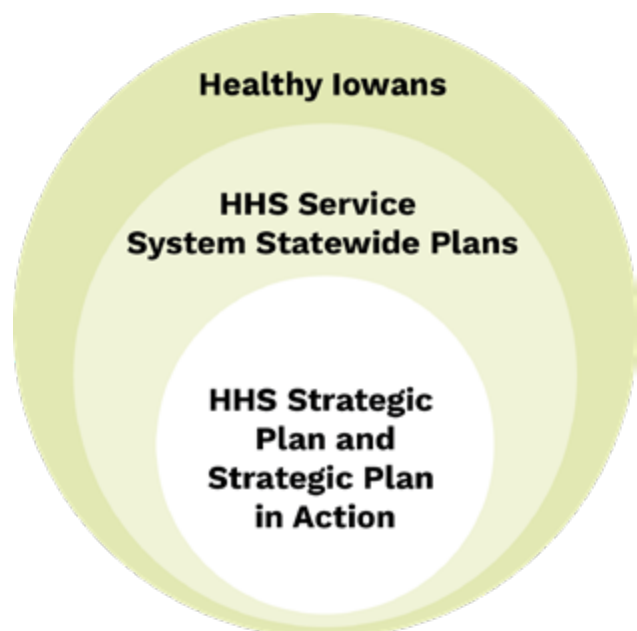 Healthy Iowans
HHS Service
System Statewide Plans
HHS Strategic
Plan and
Strategic Plan
in Action